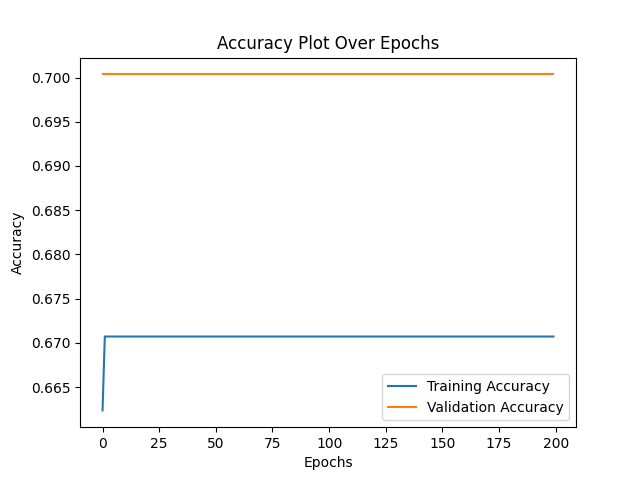 Accuracy Plot Over Epochs
0.700
0.695
0.690
0.685
0.680
0.675
0.670
0.665
Accuracy
Training Accuracy
Validation Accuracy
0 25 50 75 100 125 150 175 200
Epochs